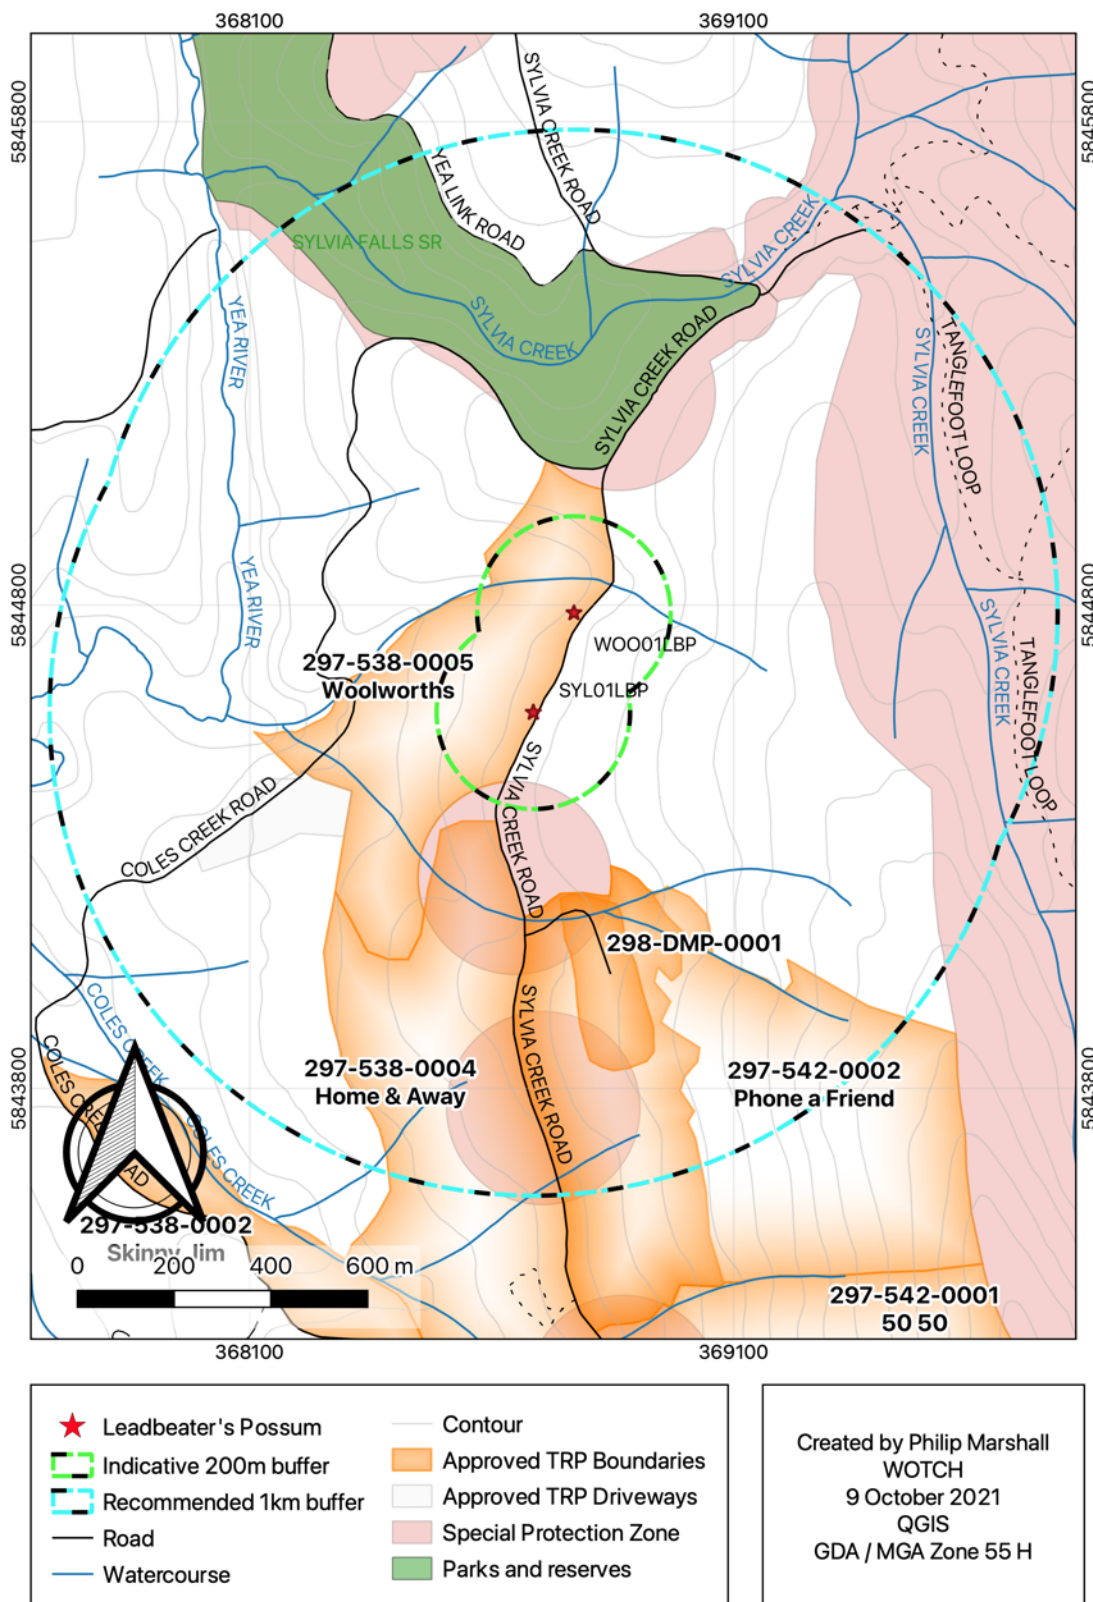 368100
369100
5845800
5845800
SYLVIA CREEK ROAD
YEA LINK ROAD
SYLVIA CREEK
SYLVIA FALLS SR
YEA RIVER
SYLVIA CREEK
SYLVIA CREEK ROAD
SYLVIA CREEK
TANGLEFOOT LOOP
YEA RIVER
5844800
5844800
WOO01LBP
297-538-0005
Woolworths
SYL01LBP
SYLVIA CREEK
TANGLEFOOT LOOP
SYLVIA CREEK ROAD
COLES CREEK ROAD
298-DMP-0001
COLES CREEK
SYLVIA CREEK ROAD
297-538-0004
Home & Away
297-542-0002
Phone a Friend
5843800
5843800
COLES CREEK
297-538-0002
Skinny Jim
0 200 400 600 m
297-542-0001
50 50
368100
369100
Leadbeater's Possum
Indicative 200m buffer
Recommended 1km buffer
Road
Watercourse
Contour
Approved TRP Boundaries
Approved TRP Driveways
Special Protection Zone
Parks and reserves
Created by Philip Marshall
WOTCH
9 October 2021
QGIS
GDA / MGA Zone 55 H